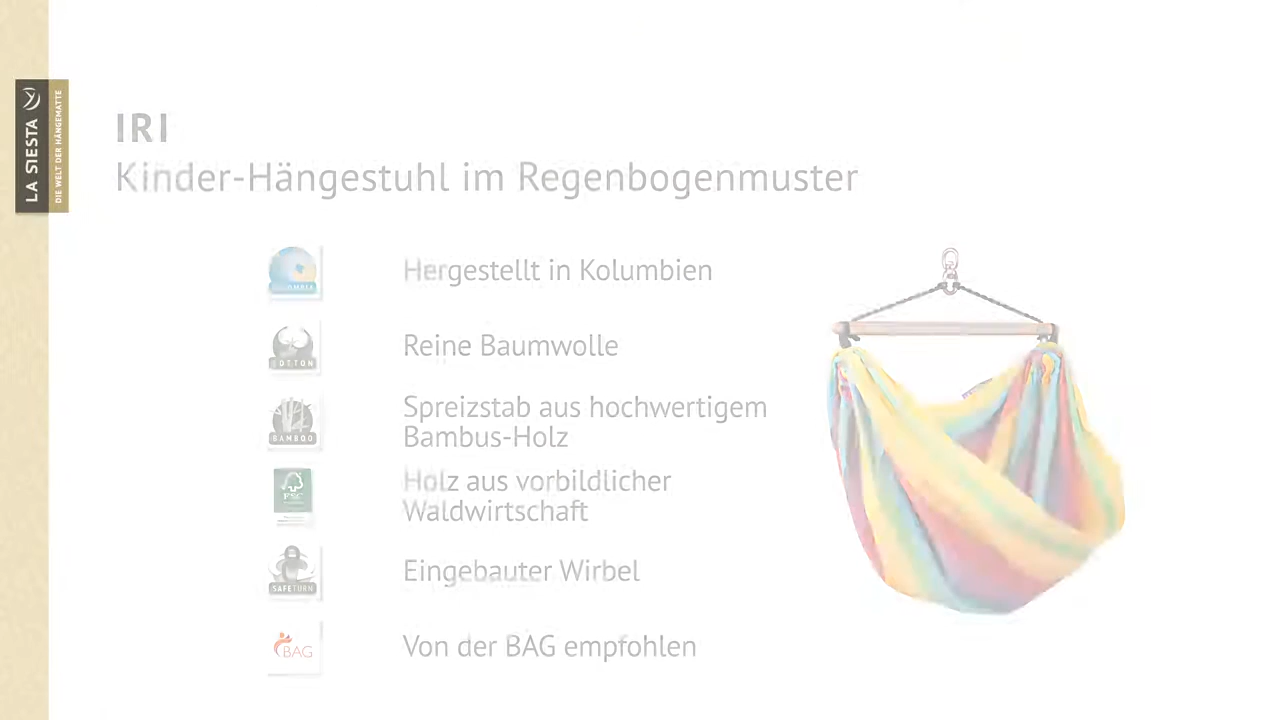 LA SIESTA
DIE WELT DER HÄNGEMATTE
IRI
Kinder-Hängestuhl im Regenbogenmuster
Hergestellt in Kolumbien
COTTON
Reine Baumwolle
BAMBOO
Spreizstab aus hochwertigem
Bambus-Holz
FSC
Holz aus vorbildlicher
Waldwirtschaft
SAFETURN
Eingebauter Wirbel
BAG
Von der BAG empfohlen